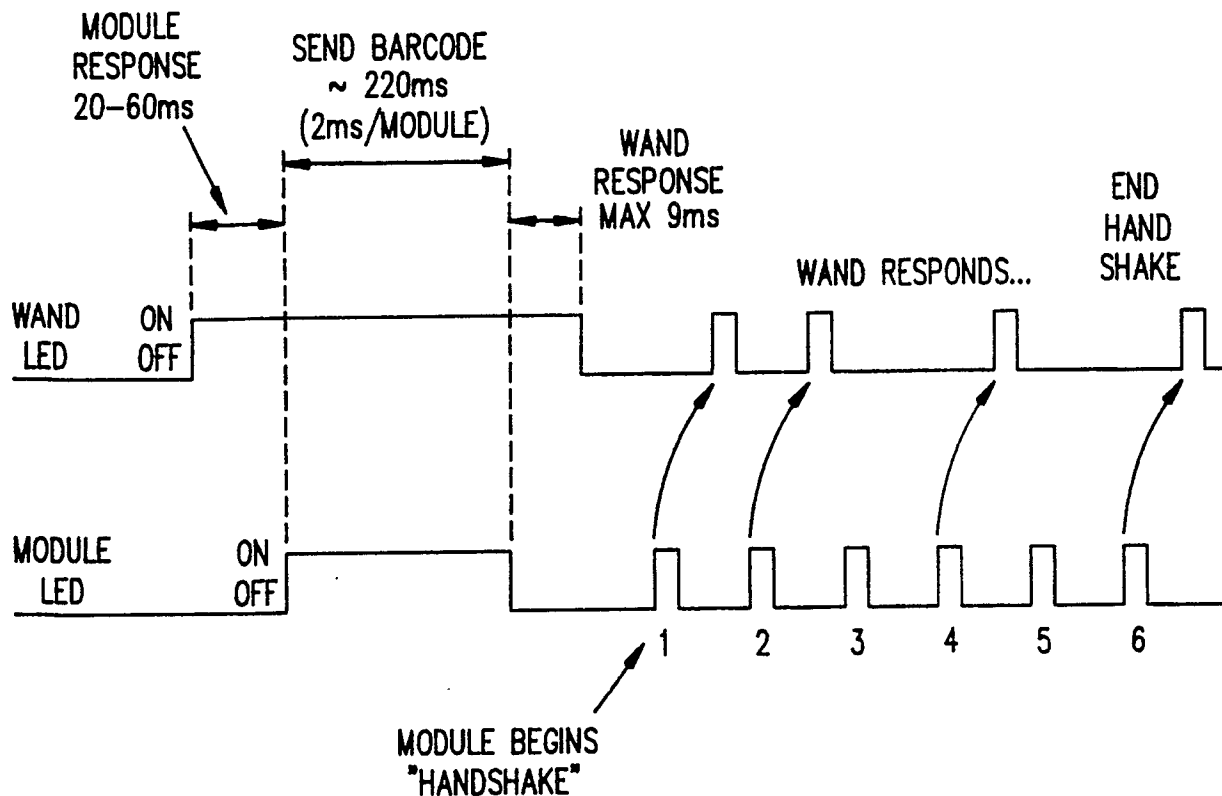 MODULE
RESPONSE
20-60ms
SEND BARCODE
~ 220ms
(2ms/MODULE)
WAND
RESPONSE
MAX 9ms
WAND RESPONDS...
END
HAND
SHAKE
WAND ON
LED OFF
MODULE ON
LED OFF
1 2 3 4 5 6
MODULE BEGINS
"HANDSHAKE"